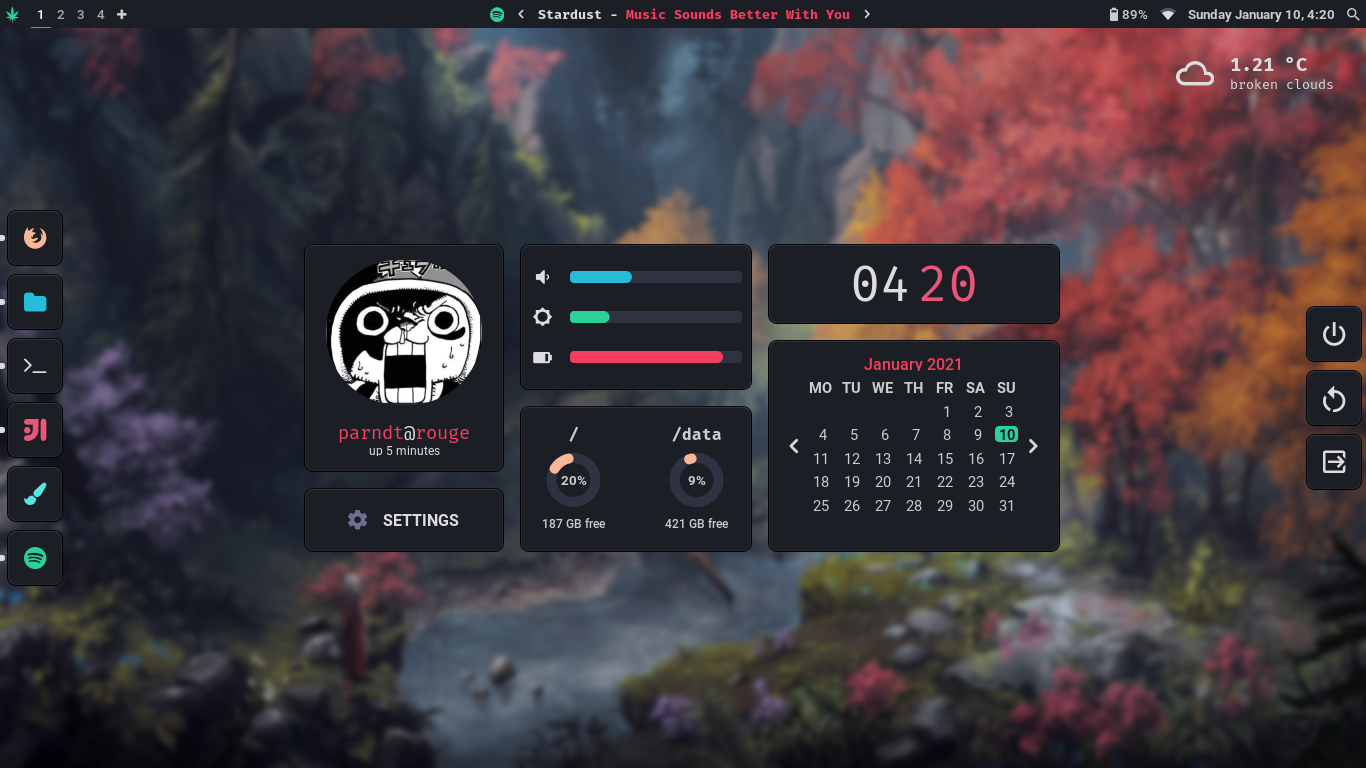 1 2 3 4
Stardust - Music Sounds Better With You
89% Sunday January 10, 4:20
1.21 °C
broken clouds
parndt@rouge
up 5 minutes
SETTINGS
/ /data
20% 9%
187 GB free 421 GB free
04 20
January 2021
MO TU WE TH FR SA SU
1 2 3
4 5 6 7 8 9 10
11 12 13 14 15 16 17
18 19 20 21 22 23 24
25 26 27 28 29 30 31